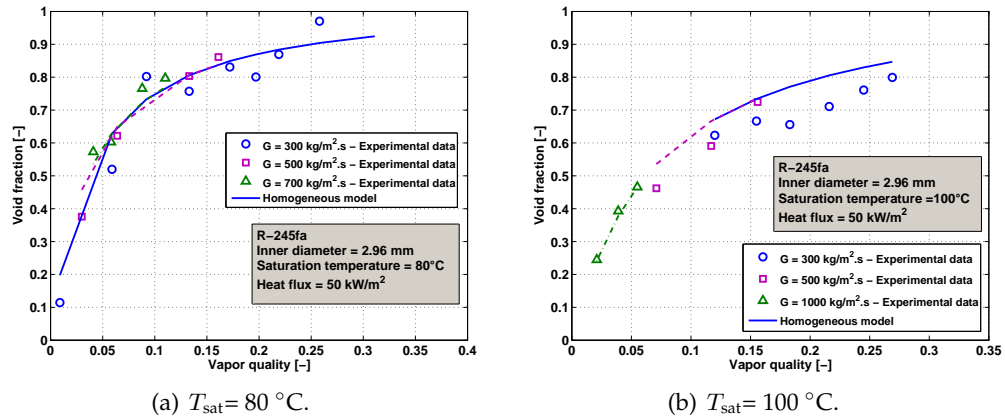 1
0.9
0.8
0.7
0.6
0.5
0.4
0.3
0.2
0.1
0
Void fraction [−]
G = 300 kg/m².s − Experimental data
G = 500 kg/m².s − Experimental data
G = 700 kg/m².s − Experimental data
Homogeneous model
R−245fa
Inner diameter = 2.96 mm
Saturation temperature = 80°C
Heat flux = 50 kW/m²
0 0.05 0.1 0.15 0.2 0.25 0.3 0.35 0.4
Vapor quality [−]
(a) Tsat= 80 °C.
1
0.9
0.8
0.7
0.6
0.5
0.4
0.3
0.2
0.1
0
Void fraction [−]
R−245fa
Inner diameter = 2.96 mm
Saturation temperature =100°C
Heat flux = 50 kW/m²
G = 300 kg/m².s − Experimental data
G = 500 kg/m².s − Experimental data
G = 1000 kg/m².s − Experimental data
Homogeneous model
0 0.05 0.1 0.15 0.2 0.25 0.3 0.35
Vapor quality [−]
(b) Tsat= 100 °C.